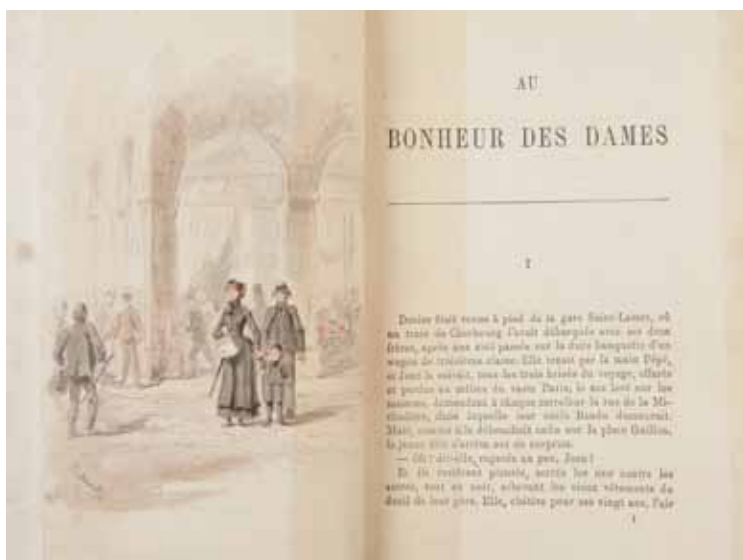 AU
BONHEUR DES DAMES
I
Denise était venue à pied de la gare Saint-Lazare, où
un train de Cherbourg l'avait débarquée avec ses deux
frères, après une nuit passée sur la dure banquette d'un
wagon de troisième classe. Elle tenait par la main Pépé,
et Jean la suivait, tous les trois brisés du voyage, effarés
et perdus au milieu du vaste Paris, le nez levé sur les
maisons, demandant à chaque carrefour la rue de la Mi-
chodière, dans laquelle leur oncle Baudu demeurait.
Mais, comme elle débouchait enfin sur la place Gaillon,
la jeune fille s'arrêta net de surprise.
— Oh! dit-elle, regarde un peu, Jean!
Et ils restèrent plantés, serrés les uns contre les
autres, tout en noir, achevant les vieux vêtements du
deuil de leur père. Elle, chétive pour ses vingt ans, l'air
1